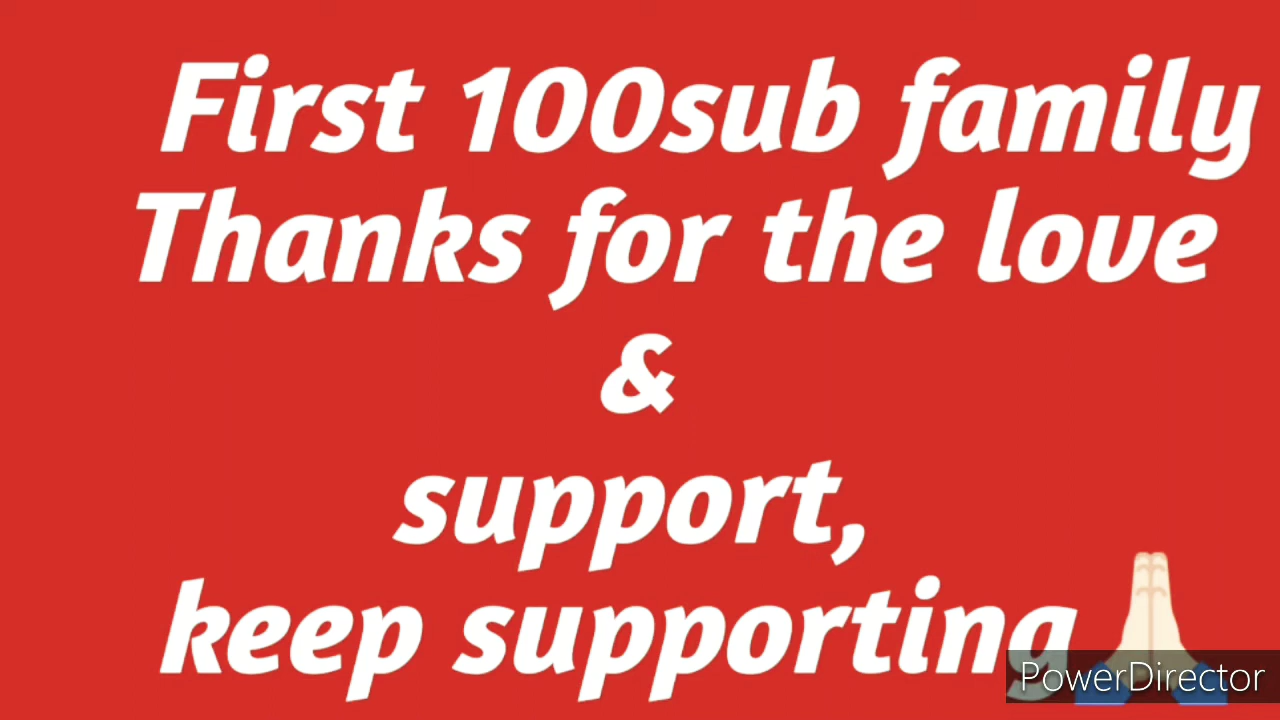 First 100sub family
Thanks for the love
&
support,
keep supporting🙏🏻
PowerDirector